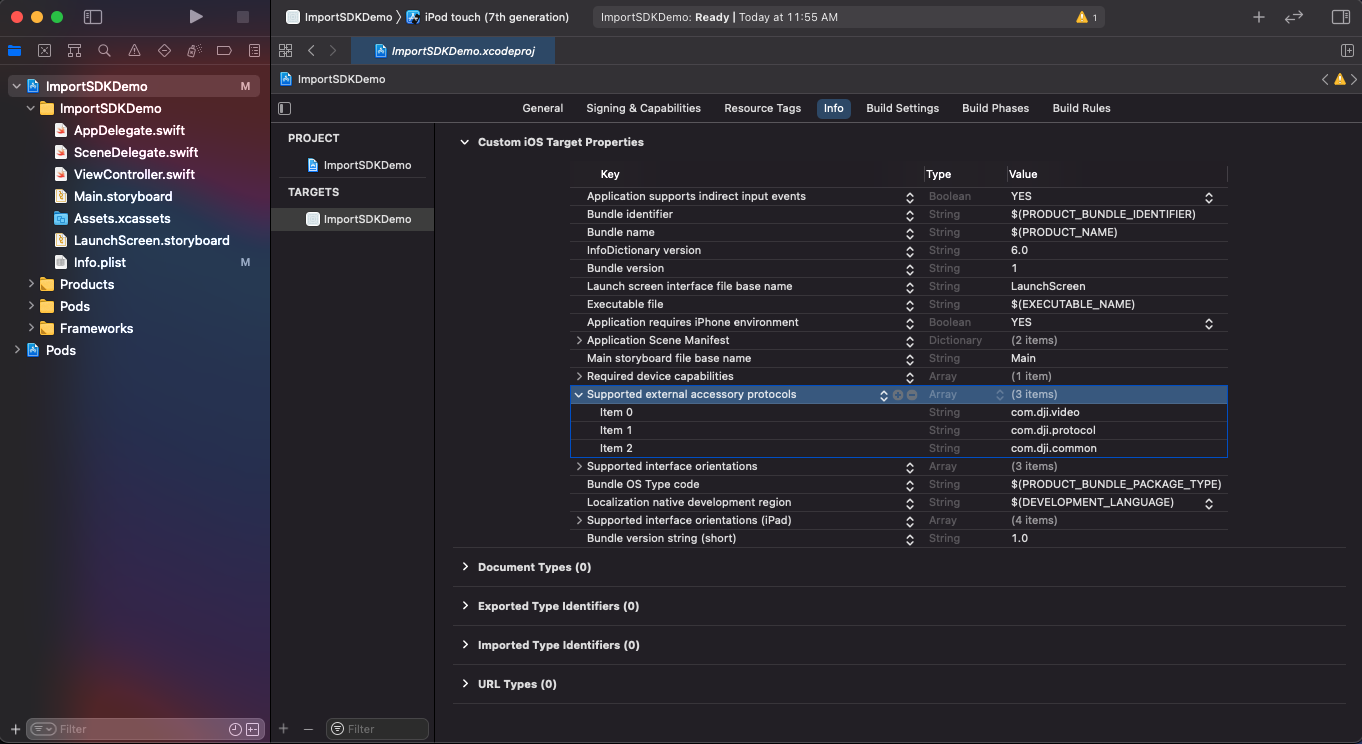 ImportSDKDemo 〉 iPod touch (7th generation)
ImportSDKDemo: Ready | Today at 11:55 AM
1
ImportSDKDemo.xcodeproj
ImportSDKDemo M
ImportSDKDemo
AppDelegate.swift
SceneDelegate.swift
ViewController.swift
Main.storyboard
Assets.xcassets
LaunchScreen.storyboard
Info.plist M
Products
Pods
Frameworks
Pods
Filter
ImportSDKDemo
General Signing & Capabilities Resource Tags Info Build Settings Build Phases Build Rules
PROJECT
ImportSDKDemo
TARGETS
ImportSDKDemo
Filter
Custom iOS Target Properties
Key Type Value
Application supports indirect input events Boolean YES
Bundle identifier String $(PRODUCT_BUNDLE_IDENTIFIER)
Bundle name String $(PRODUCT_NAME)
InfoDictionary version String 6.0
Bundle version String 1
Launch screen interface file base name String LaunchScreen
Executable file String $(EXECUTABLE_NAME)
Application requires iPhone environment Boolean YES
Application Scene Manifest Dictionary (2 items)
Main storyboard file base name String Main
Required device capabilities Array (1 item)
Supported external accessory protocols Array (3 items)
Item 0 String com.dji.video
Item 1 String com.dji.protocol
Item 2 String com.dji.common
Supported interface orientations Array (3 items)
Bundle OS Type code String $(PRODUCT_BUNDLE_PACKAGE_TYPE)
Localization native development region String $(DEVELOPMENT_LANGUAGE)
Supported interface orientations (iPad) Array (4 items)
Bundle version string (short) String 1.0
Document Types (0)
Exported Type Identifiers (0)
Imported Type Identifiers (0)
URL Types (0)